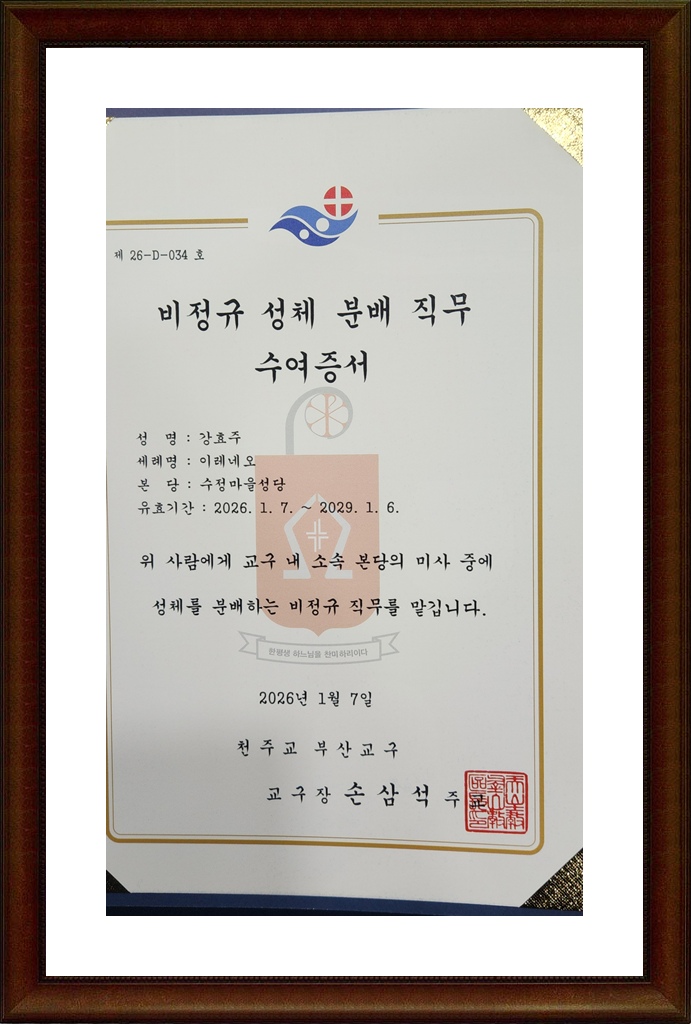 제 26-D-034 호
비정규 성체 분배 직무
수여증서
성 명 : 강효주
세례명 : 이레네오
본 당 : 수정마을성당
유효기간 : 2026. 1. 7. ~ 2029. 1. 6.
위 사람에게 교구 내 소속 본당의 미사 중에
성체를 분배하는 비정규 직무를 맡깁니다.
한평생 하느님을 찬미하리이다
2026년 1월 7일
천주교 부산교구
교구장 손삼석 주교